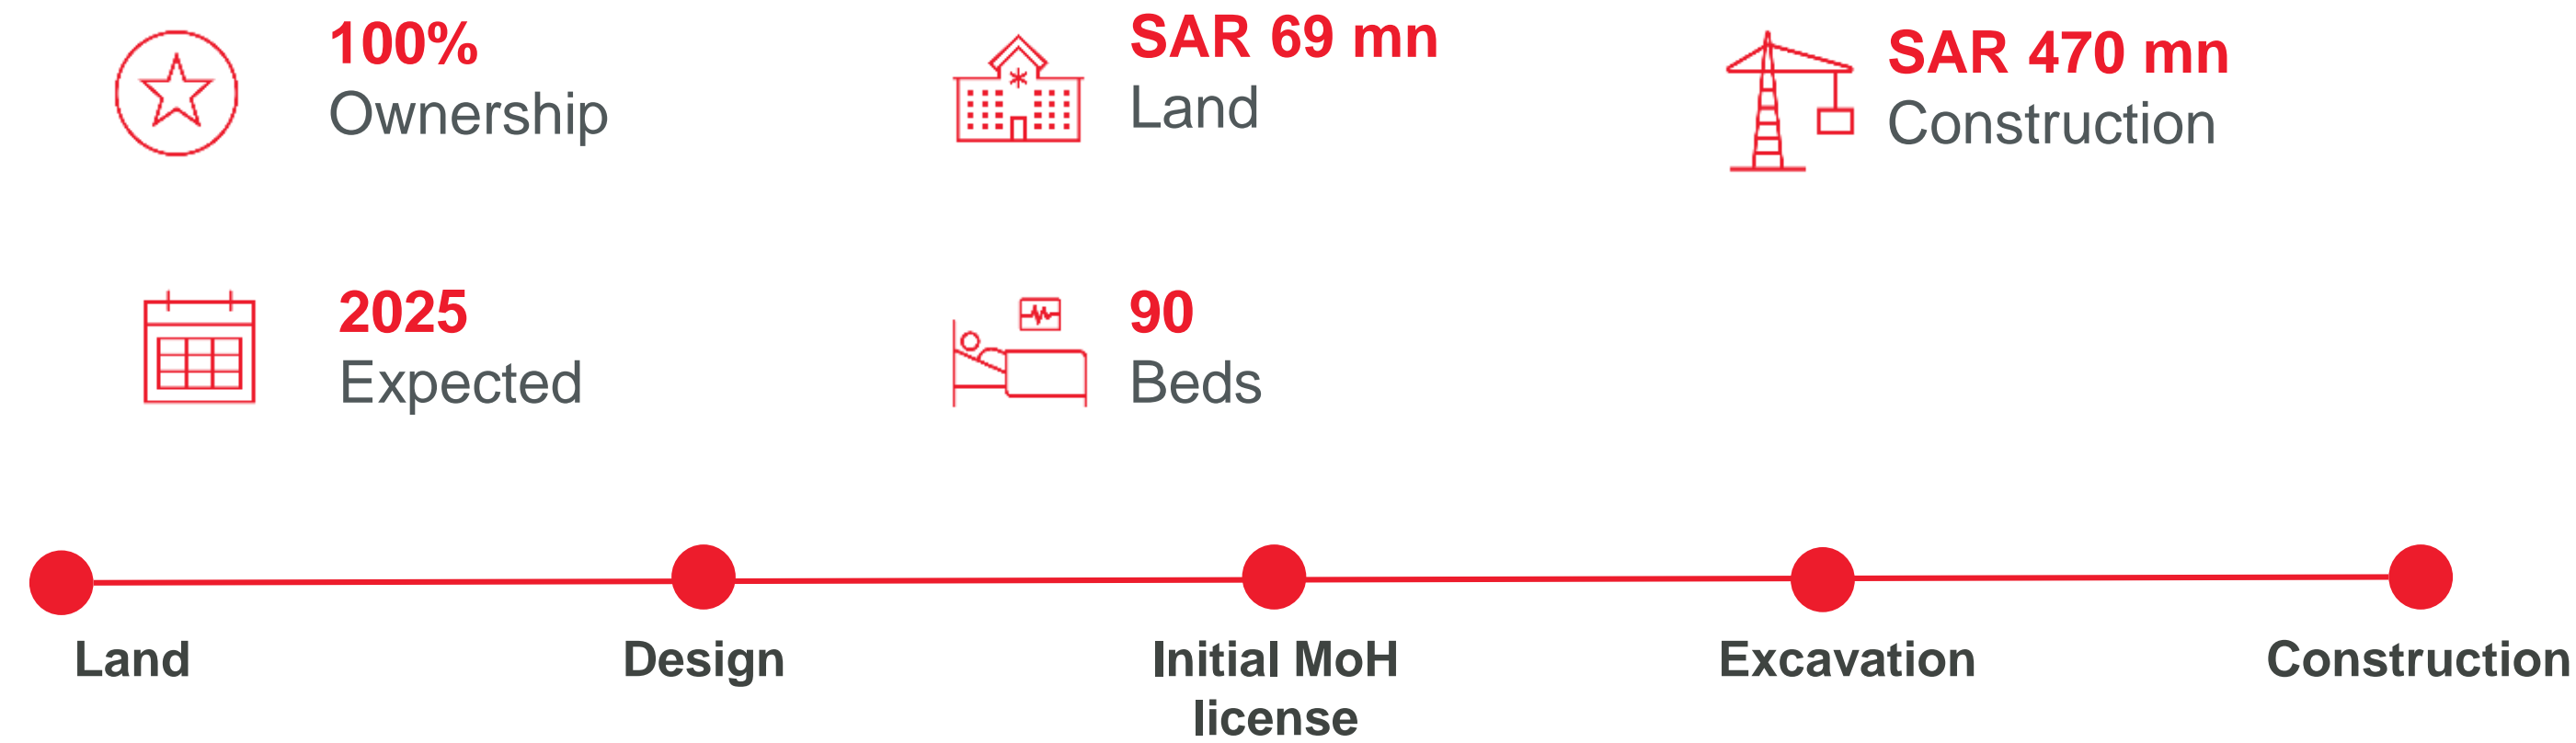 100%
Ownership
SAR 69 mn
Land
SAR 470 mn
Construction
2025
Expected
90
Beds
Land
Design
Initial MoH
license
Excavation
Construction